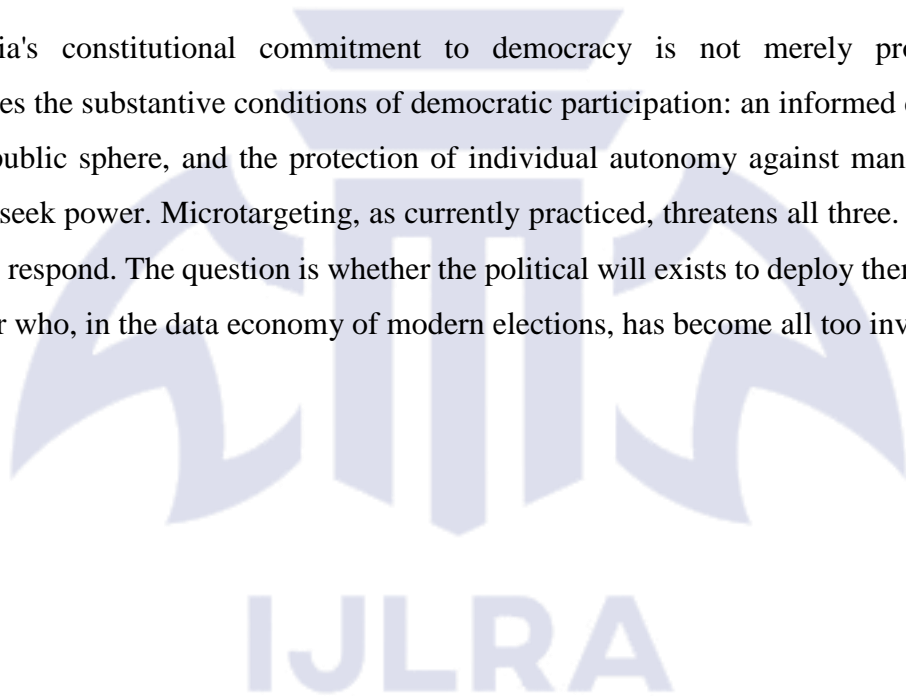 ia's constitutional commitment to democracy is not merely pro
es the substantive conditions of democratic participation: an informed
public sphere, and the protection of individual autonomy against man
seek power. Microtargeting, as currently practiced, threatens all three.
respond. The question is whether the political will exists to deploy
r who, in the data economy of modern elections, has become all too inv
IJLRA